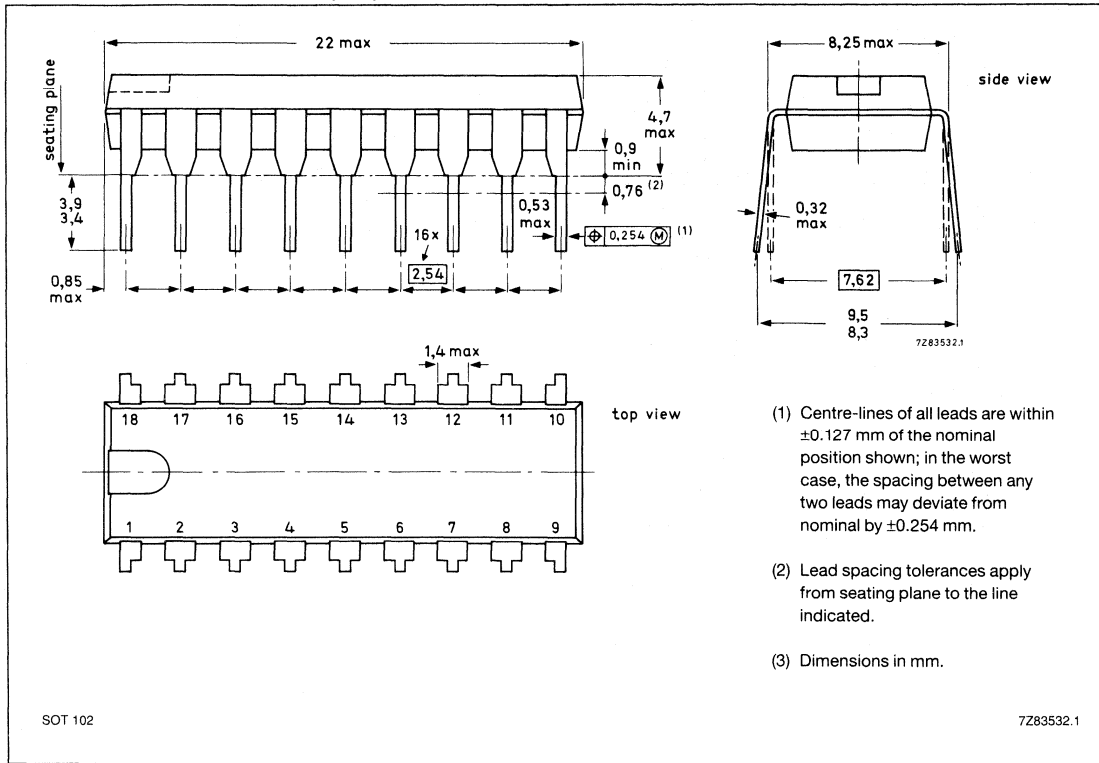 22 max
8,25 max
side view
seating plane
4,7
max
0,9
min
0,76 (2)
3,9
3,4
0,53
max
⌖ 0,254 Ⓜ (1)
0,32
max
16x
2,54
0,85
max
7,62
9,5
8,3
7Z83532.1
1,4 max
18 17 16 15 14 13 12 11 10
top view
1 2 3 4 5 6 7 8 9
(1) Centre-lines of all leads are within
±0.127 mm of the nominal
position shown; in the worst
case, the spacing between any
two leads may deviate from
nominal by ±0.254 mm.
(2) Lead spacing tolerances apply
from seating plane to the line
indicated.
(3) Dimensions in mm.
SOT 102
7Z83532.1